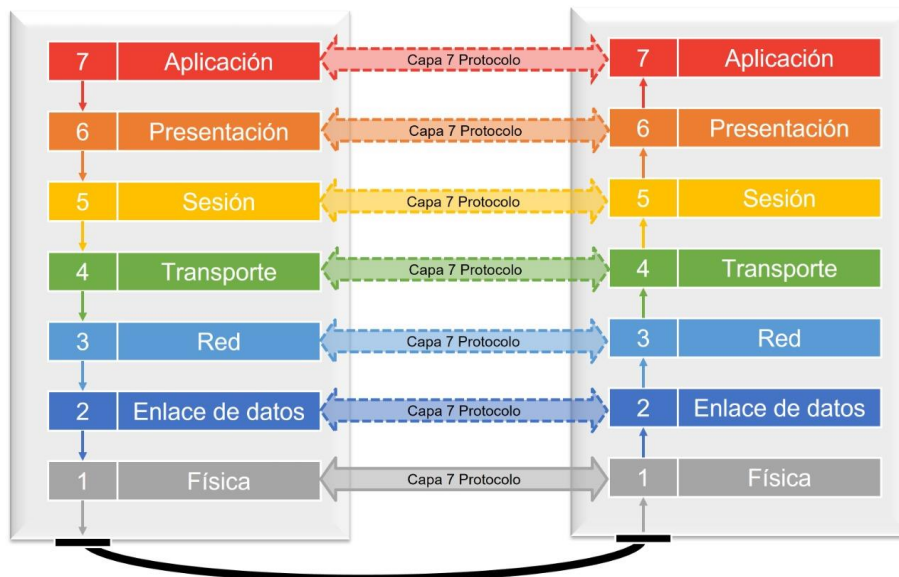 7 Aplicación Capa 7 Protocolo 7 Aplicación
6 Presentación Capa 7 Protocolo 6 Presentación
5 Sesión Capa 7 Protocolo 5 Sesión
4 Transporte Capa 7 Protocolo 4 Transporte
3 Red Capa 7 Protocolo 3 Red
2 Enlace de datos Capa 7 Protocolo 2 Enlace de datos
1 Física Capa 7 Protocolo 1 Física